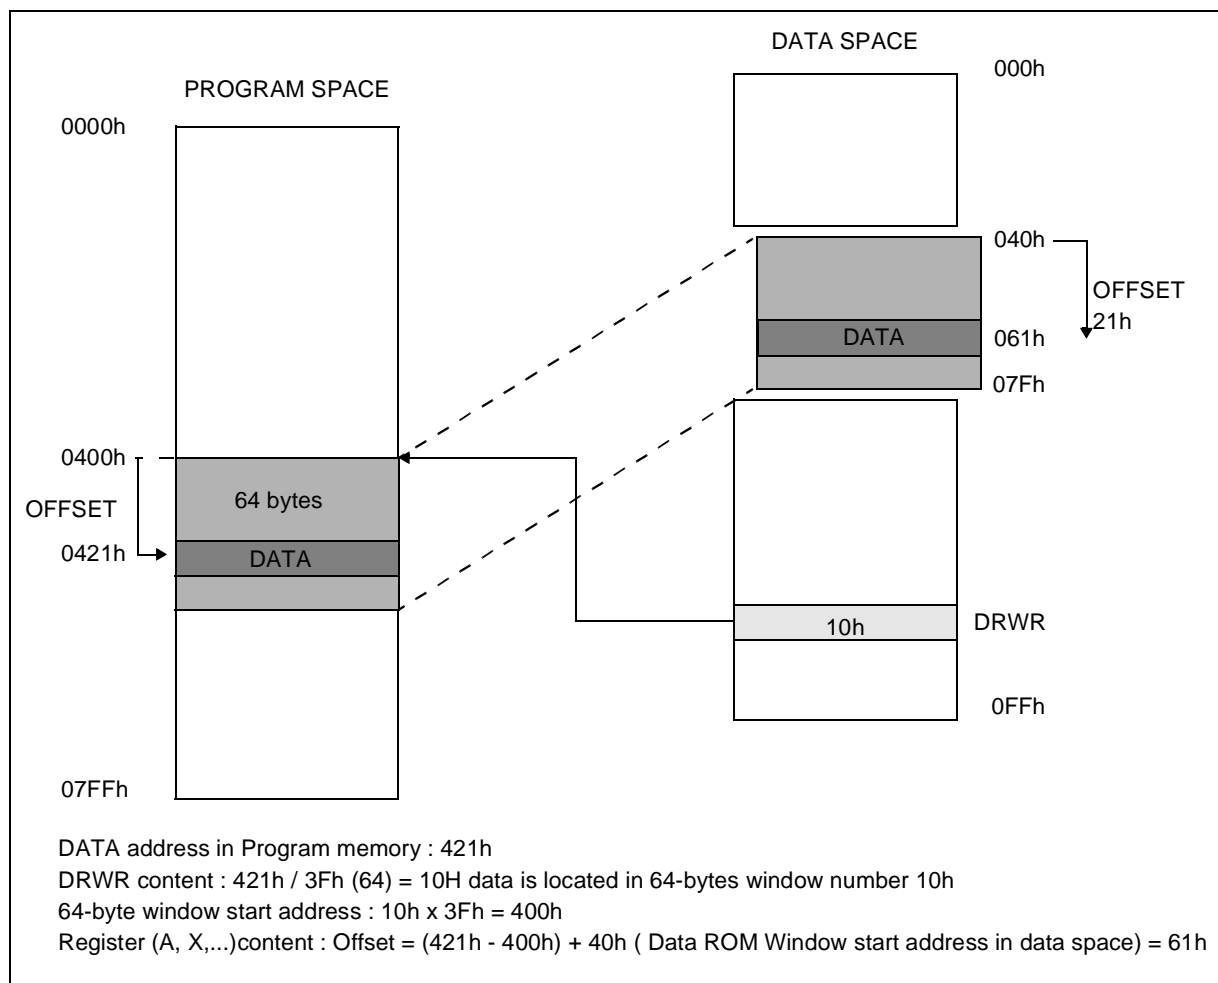 DATA SPACE
000h
PROGRAM SPACE
0000h
040h
OFFSET
21h
DATA
061h
07Fh
0400h
64 bytes
OFFSET
0421h
DATA
10h
DRWR
0FFh
07FFh
DATA address in Program memory : 421h
DRWR content : 421h / 3Fh (64) = 10H data is located in 64-bytes window number 10h
64-byte window start address : 10h x 3Fh = 400h
Register (A, X,...)content : Offset = (421h - 400h) + 40h ( Data ROM Window start address in data space) = 61h